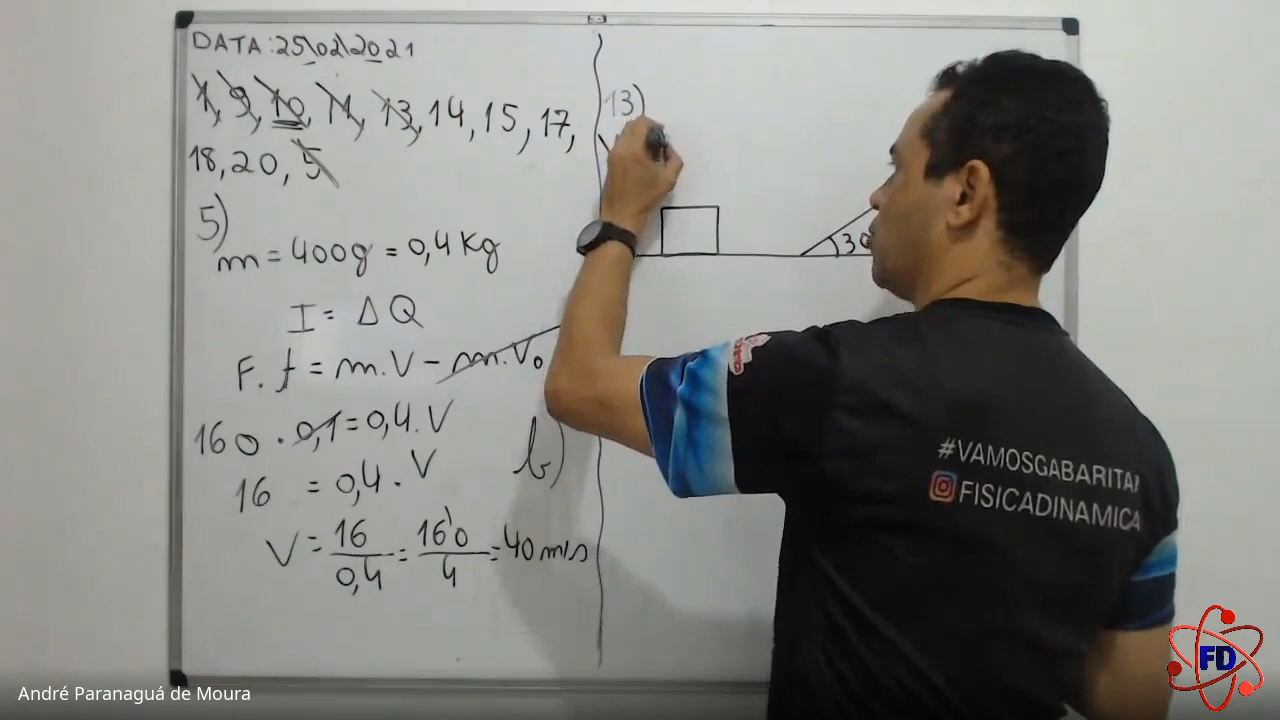 DATA: 25\02\2021
1, 9, 10, 11, 13, 14, 15, 17,
18, 20, 5
5)
m = 400g = 0,4 Kg
I = ΔQ
F. t = m.V - m.V₀
160 . 0,1 = 0,4.V
16 = 0,4 . V
V = 16/0,4 = 160/4 = 40 m/s
b)
13)
30
#VAMOSGABARITA
FISICADINAMICA
FD
André Paranaguá de Moura